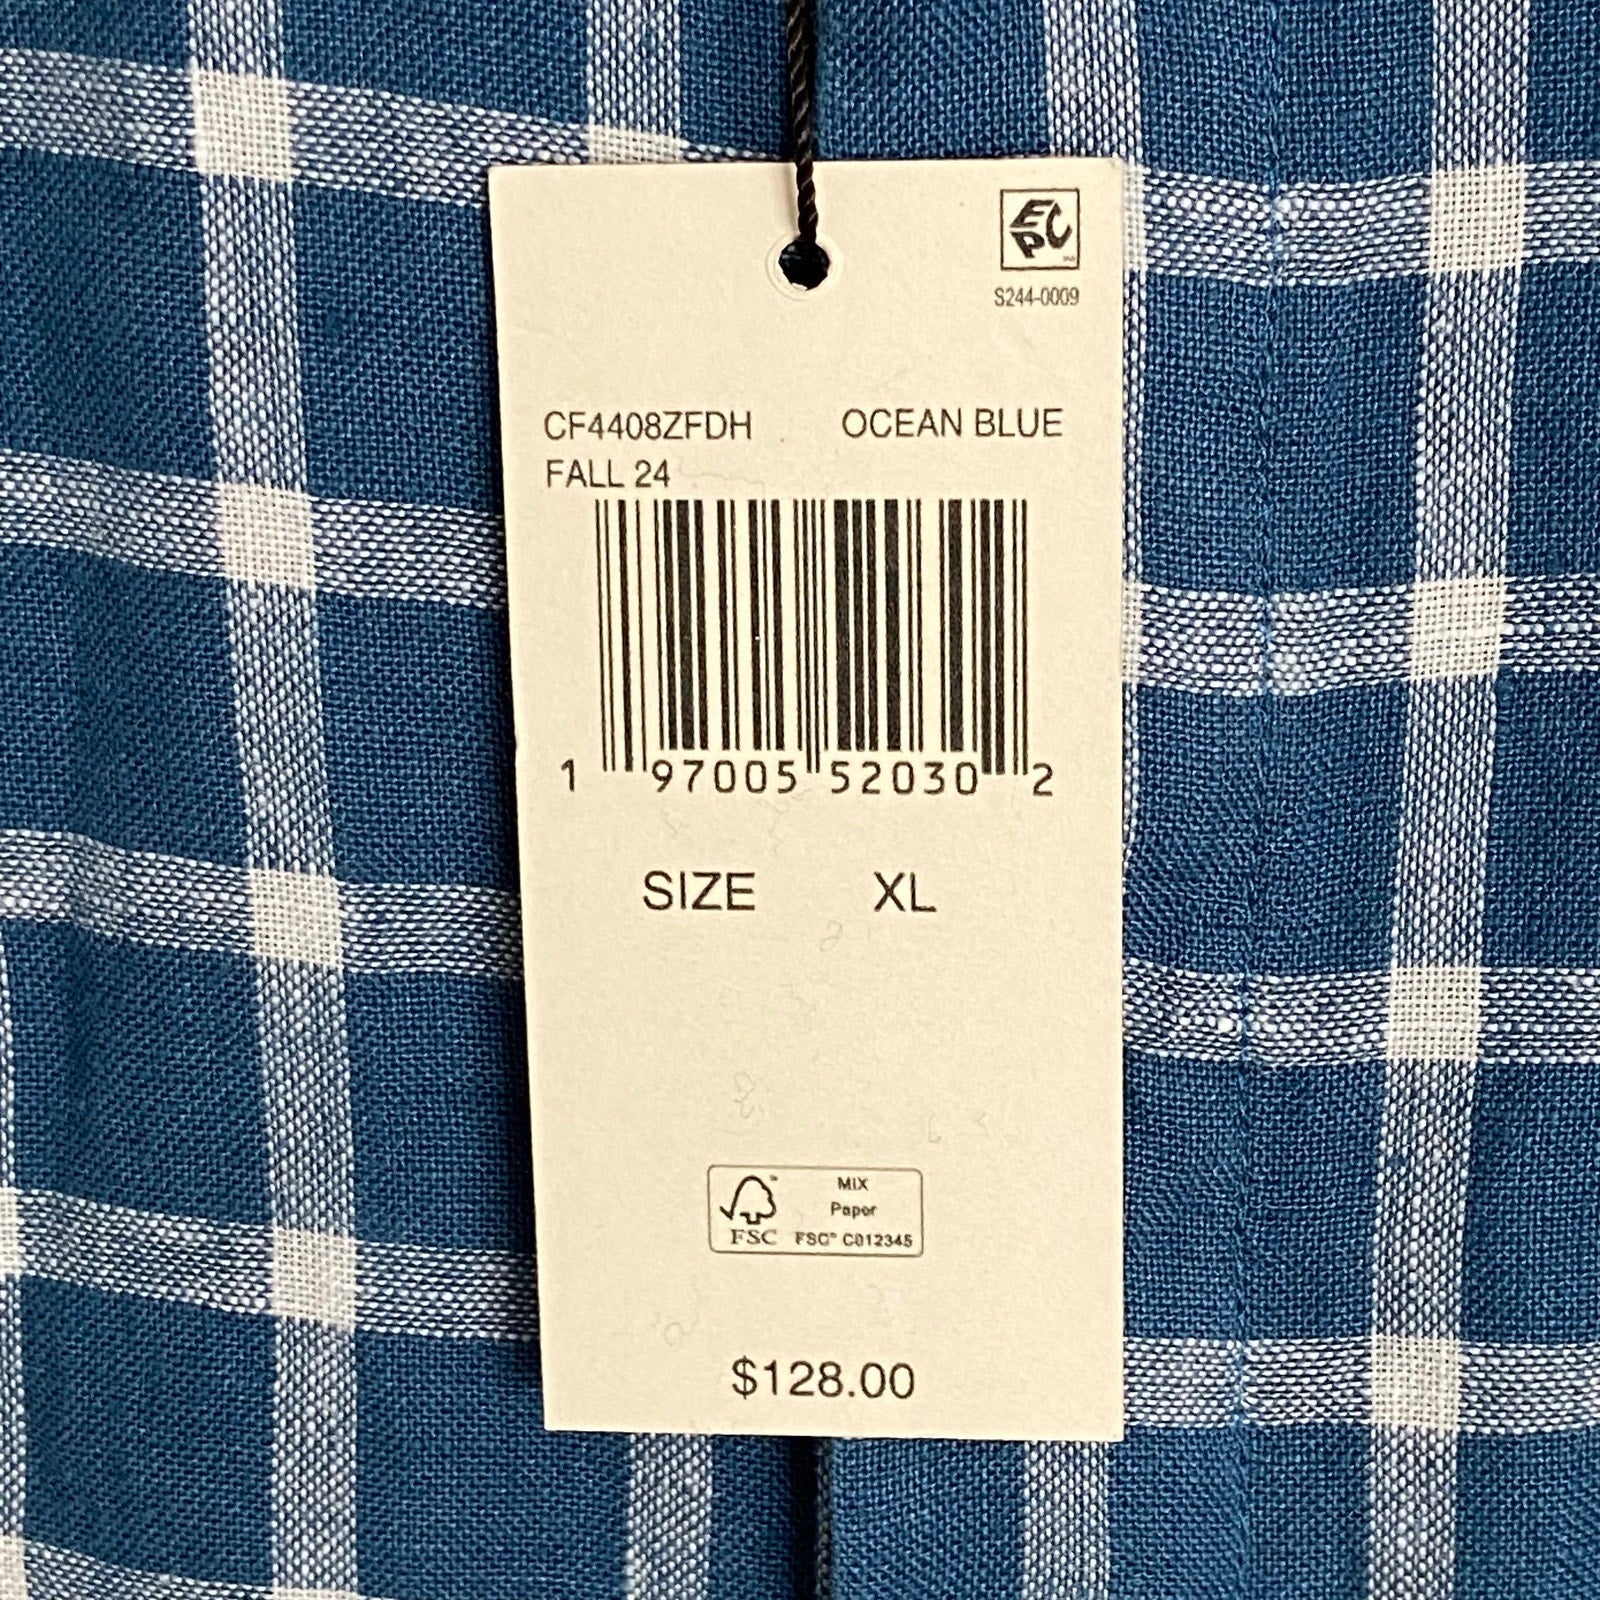 EPC
S244-0009
CF4408ZFDH OCEAN BLUE
FALL 24
1 97005 52030 2
SIZE XL
MIX
Paper
FSC FSC® C012345
$128.00